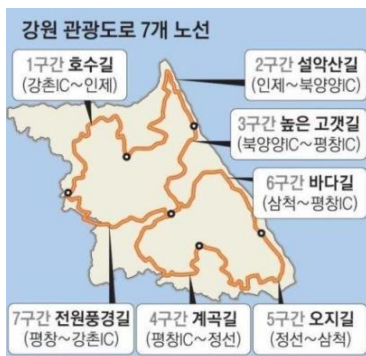 강원 관광도로 7개 노선
1구간 호수길
(강촌IC~인제)
2구간 설악산길
(인제~북양양IC)
3구간 높은 고갯길
(북양양IC~평창IC)
6구간 바다길
(삼척~평창IC)
7구간 전원풍경길
(평창~강촌IC)
4구간 계곡길
(평창IC~정선)
5구간 오지길
(정선~삼척)